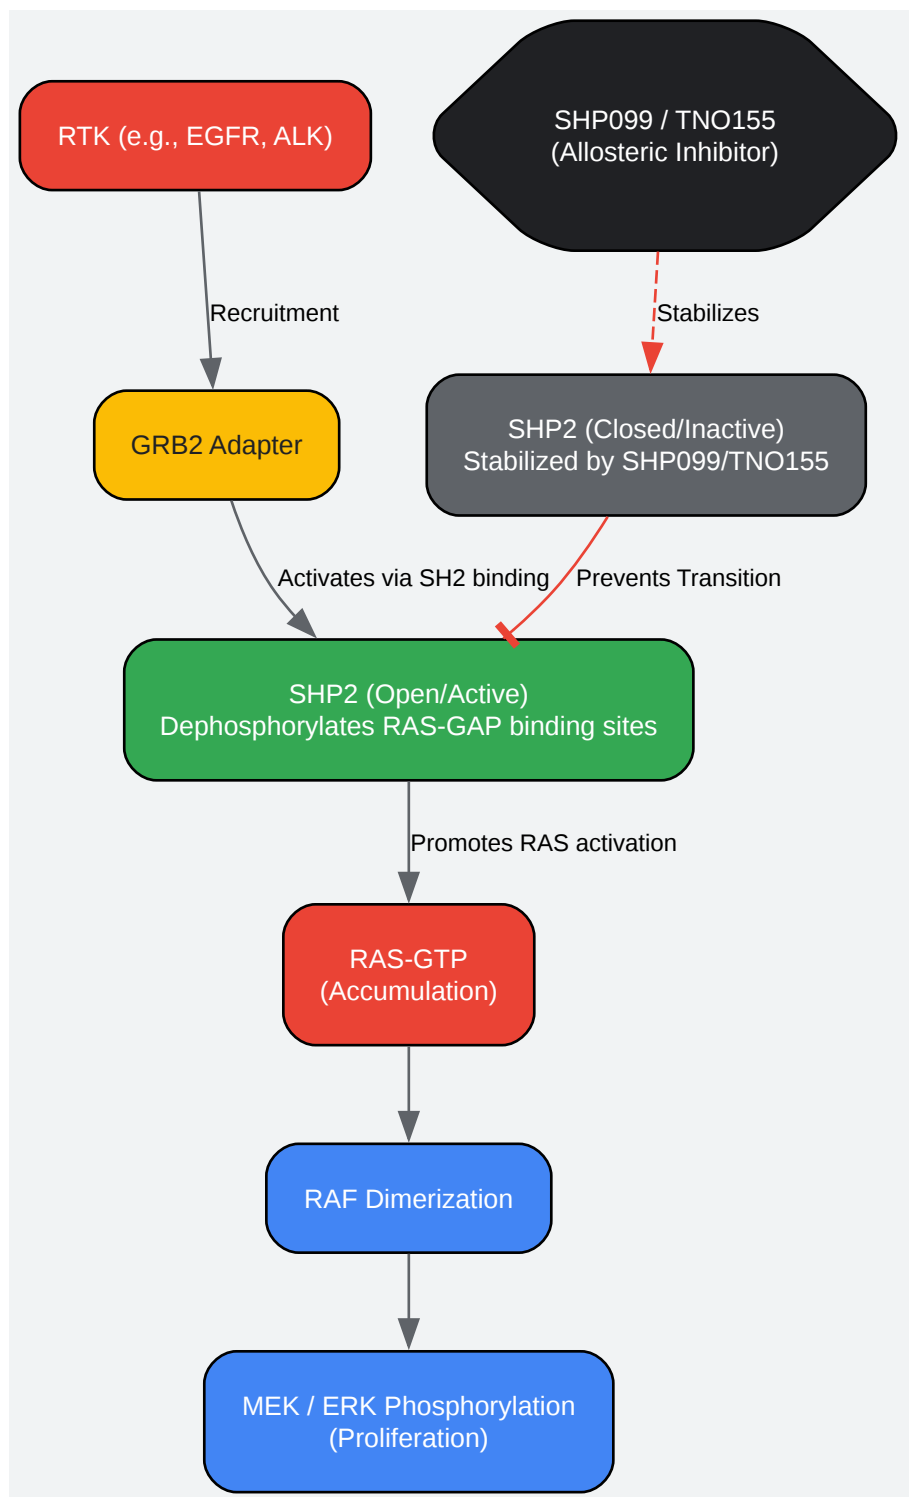 RTK (e.g., EGFR, ALK)
SHP099 / TNO155
(Allosteric Inhibitor)
Recruitment
Stabilizes
GRB2 Adapter
SHP2 (Closed/Inactive)
Stabilized by SHP099/TNO155
Activates via SH2 binding
Prevents Transition
SHP2 (Open/Active)
Dephosphorylates RAS-GAP binding sites
Promotes RAS activation
RAS-GTP
(Accumulation)
RAF Dimerization
MEK / ERK Phosphorylation
(Proliferation)